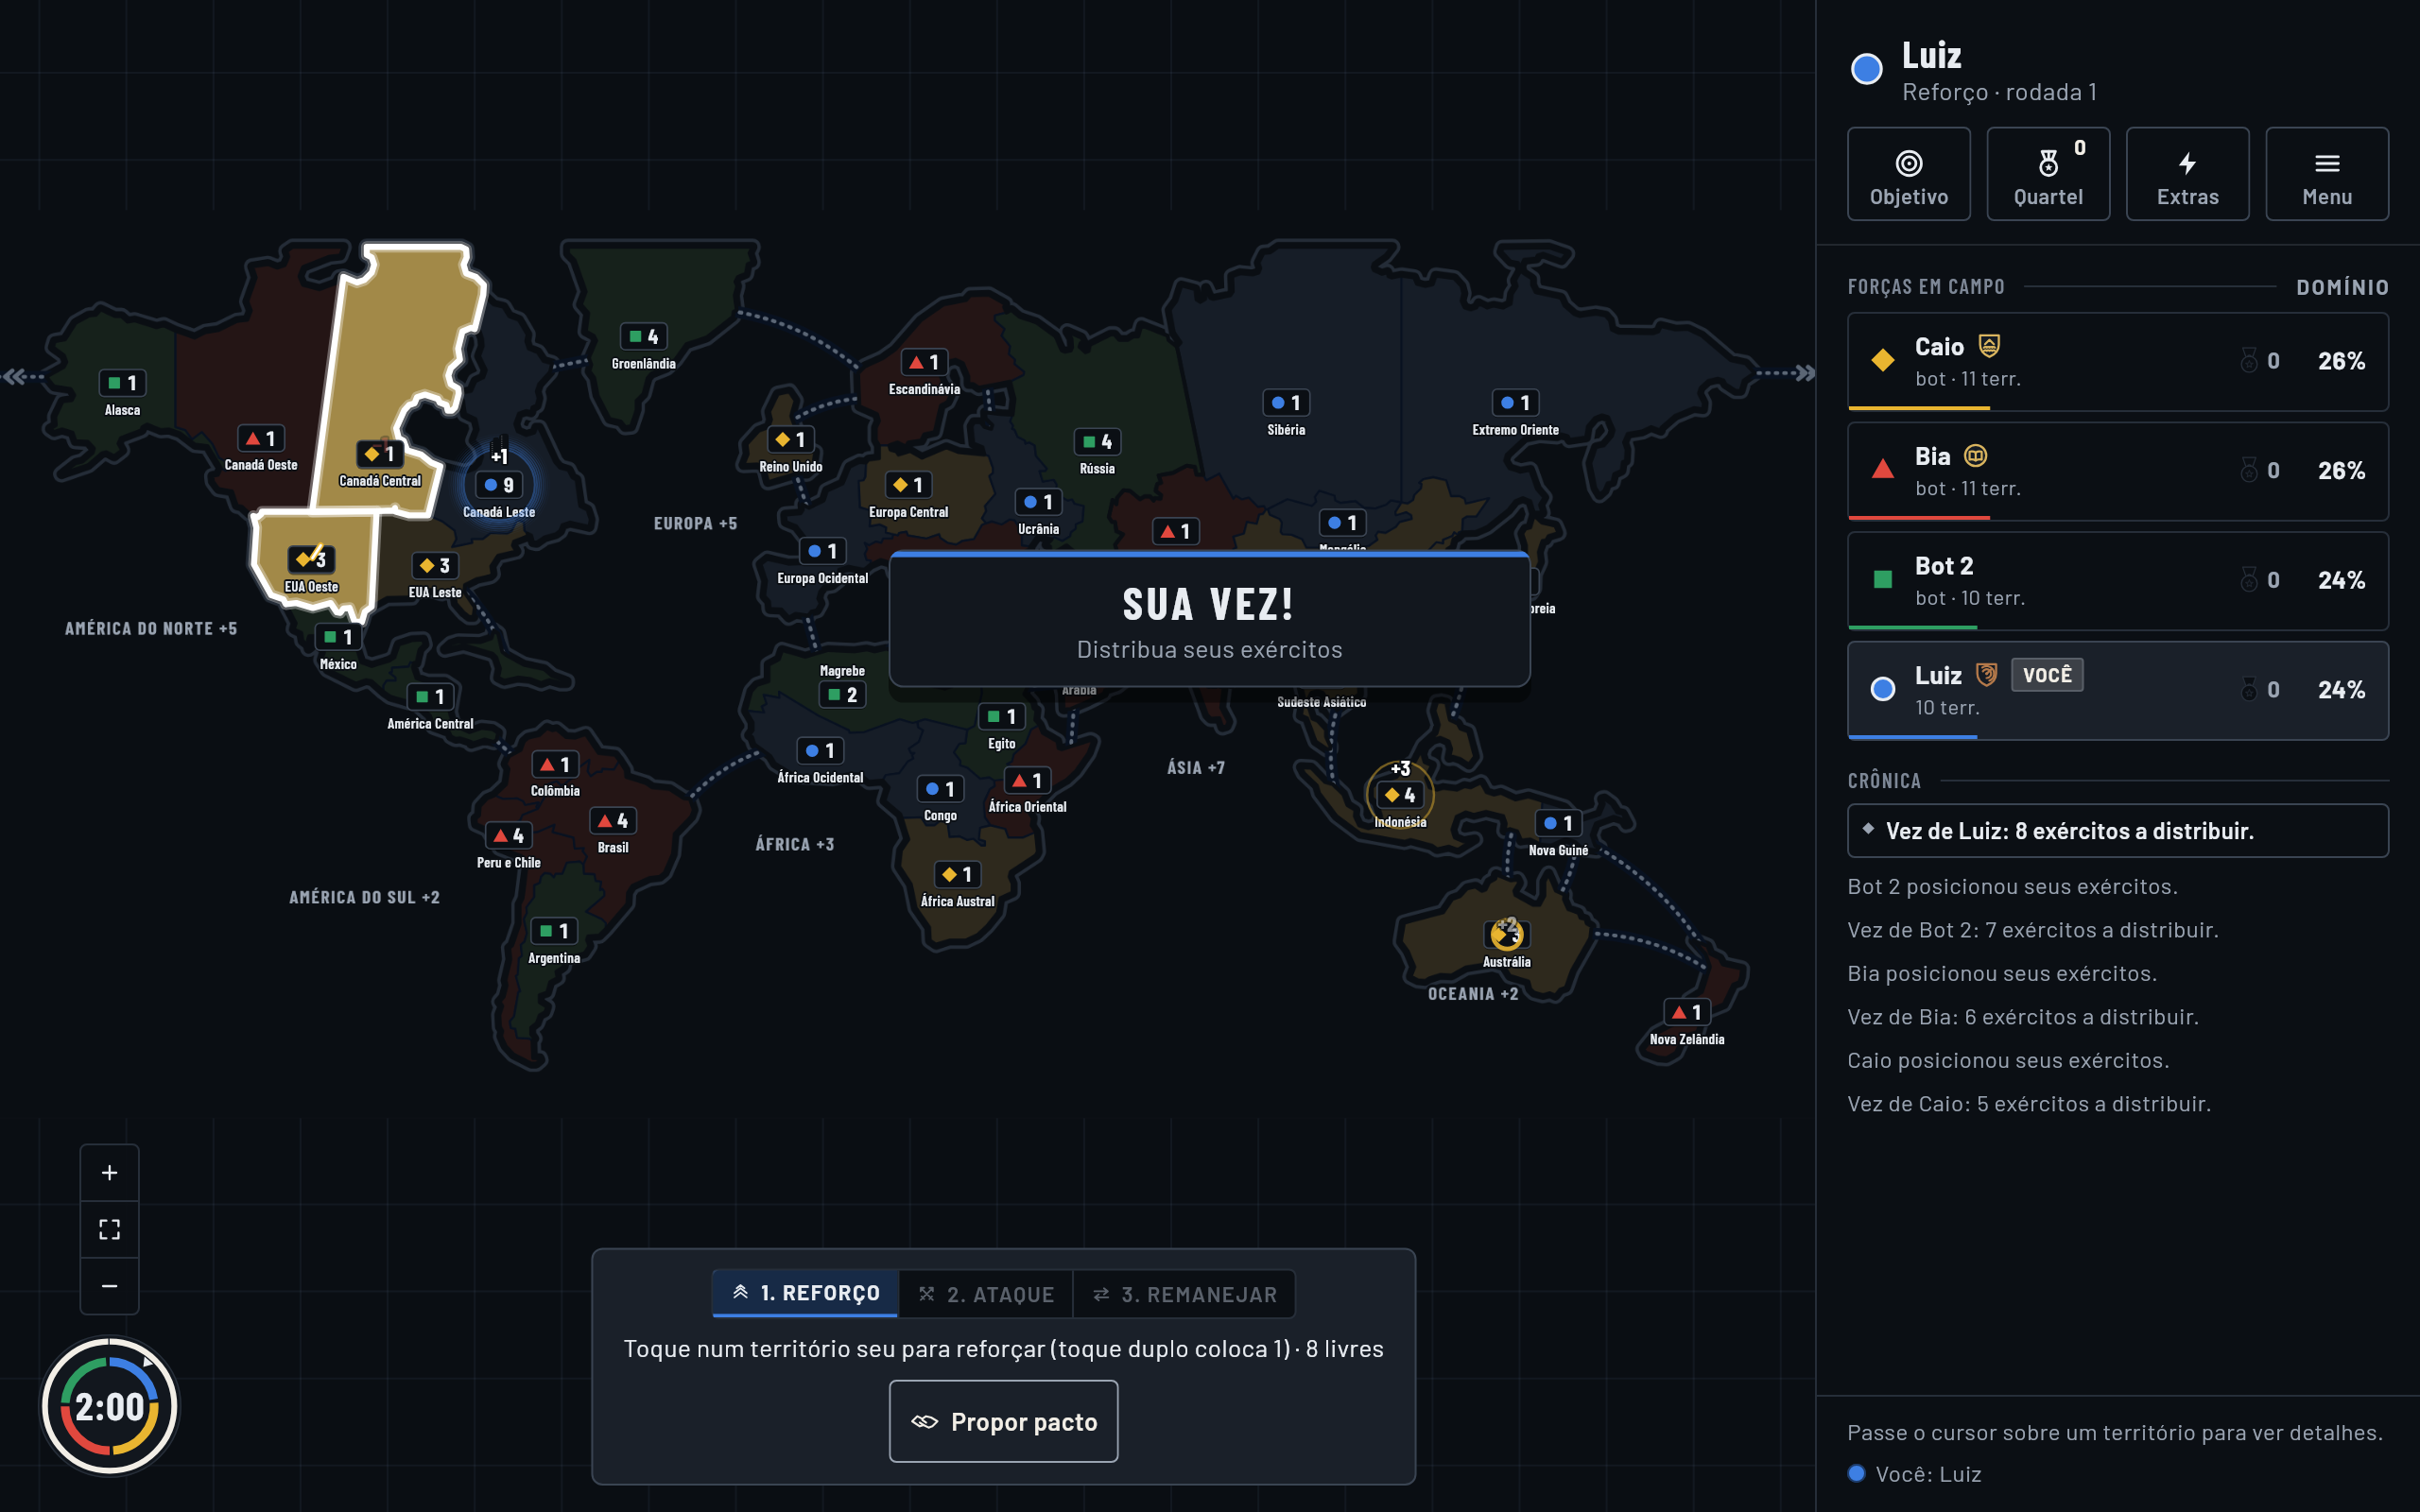 Luiz
Reforço · rodada 1
Objetivo
0
Quartel
Extras
Menu
FORÇAS EM CAMPO
DOMÍNIO
Caio
bot · 11 terr.
0
26%
Bia
bot · 11 terr.
0
26%
Bot 2
bot · 10 terr.
0
24%
Luiz
VOCÊ
10 terr.
0
24%
CRÔNICA
Vez de Luiz: 8 exércitos a distribuir.
Bot 2 posicionou seus exércitos.
Vez de Bot 2: 7 exércitos a distribuir.
Bia posicionou seus exércitos.
Vez de Bia: 6 exércitos a distribuir.
Caio posicionou seus exércitos.
Vez de Caio: 5 exércitos a distribuir.
Passe o cursor sobre um território para ver detalhes.
Você: Luiz
4
Groenlândia
1
Alasca
1
Canadá Oeste
1
Canadá Central
+1
9
Canadá Leste
3
EUA Oeste
3
EUA Leste
AMÉRICA DO NORTE +5
1
México
1
América Central
1
Colômbia
4
Peru e Chile
4
Brasil
AMÉRICA DO SUL +2
1
Argentina
1
Escandinávia
1
Reino Unido
1
Europa Central
EUROPA +5
1
Ucrânia
4
Rússia
1
Europa Ocidental
1
Sibéria
1
Extremo Oriente
1
1
SUA VEZ!
Distribua seus exércitos
Magrebe
2
1
Egito
1
África Ocidental
1
Congo
1
África Oriental
ÁFRICA +3
1
África Austral
Arábia
Sudeste Asiático
ÁSIA +7
+3
4
Indonésia
1
Nova Guiné
+2
3
Austrália
OCEANIA +2
1
Nova Zelândia
+
−
2:00
1. REFORÇO
2. ATAQUE
3. REMANEJAR
Toque num território seu para reforçar (toque duplo coloca 1) · 8 livres
Propor pacto